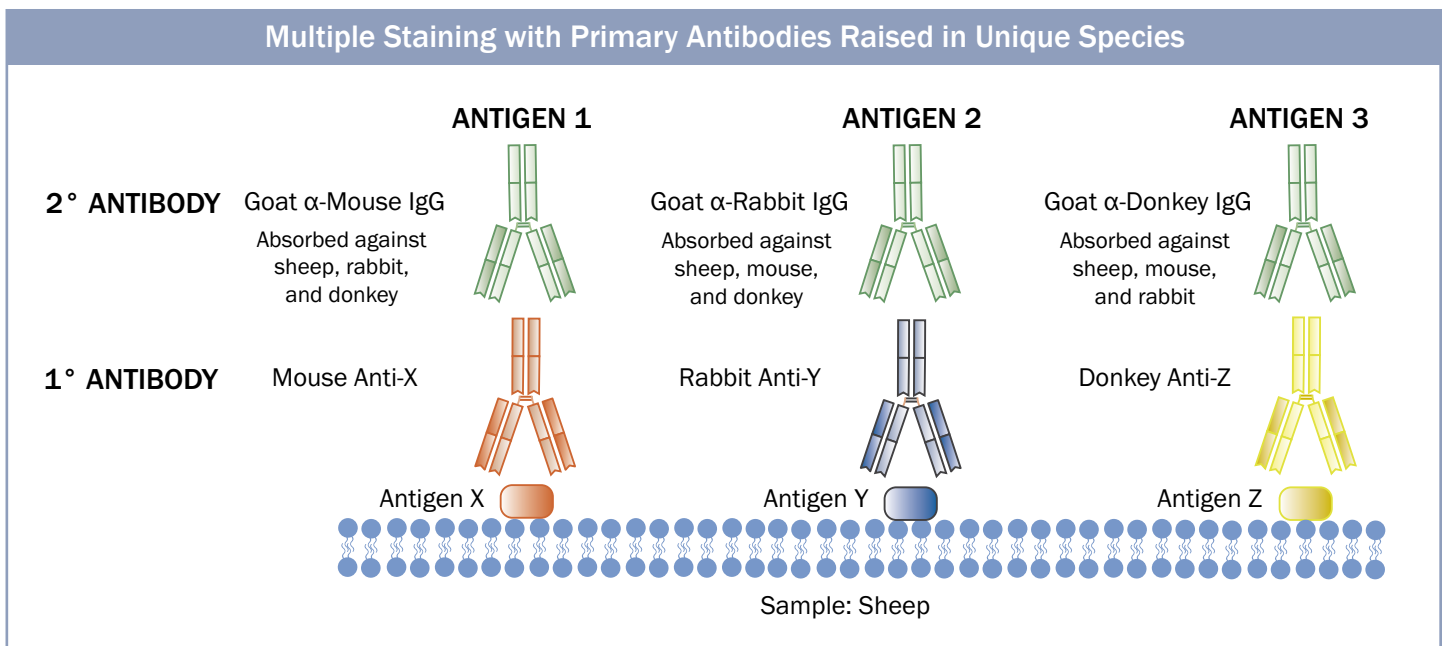 Multiple Staining with Primary Antibodies Raised in Unique Species
ANTIGEN 1
ANTIGEN 2
ANTIGEN 3
2° ANTIBODY
Goat α-Mouse IgG
Absorbed against
sheep, rabbit,
and donkey
Goat α-Rabbit IgG
Absorbed against
sheep, mouse,
and donkey
Goat α-Donkey IgG
Absorbed against
sheep, mouse,
and rabbit
1° ANTIBODY
Mouse Anti-X
Rabbit Anti-Y
Donkey Anti-Z
Antigen X
Antigen Y
Antigen Z
Sample: Sheep